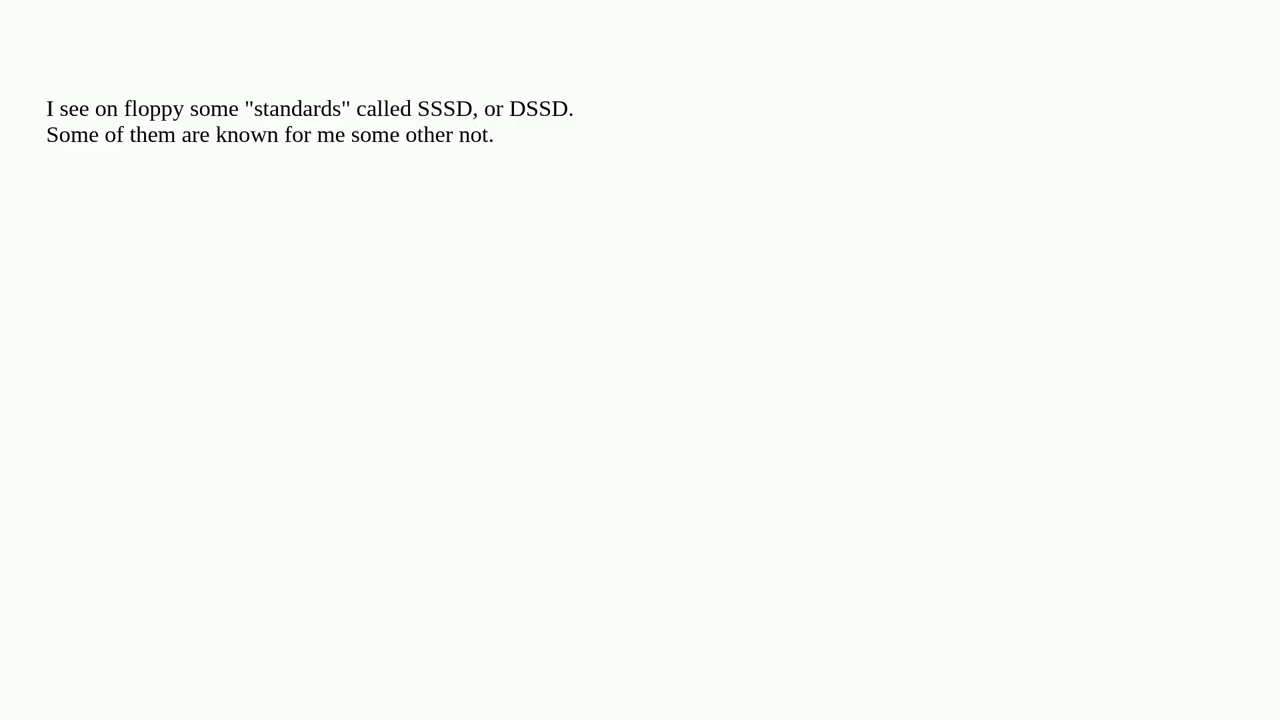 I see on floppy some "standards" called SSSD, or DSSD.
Some of them are known for me some other not.